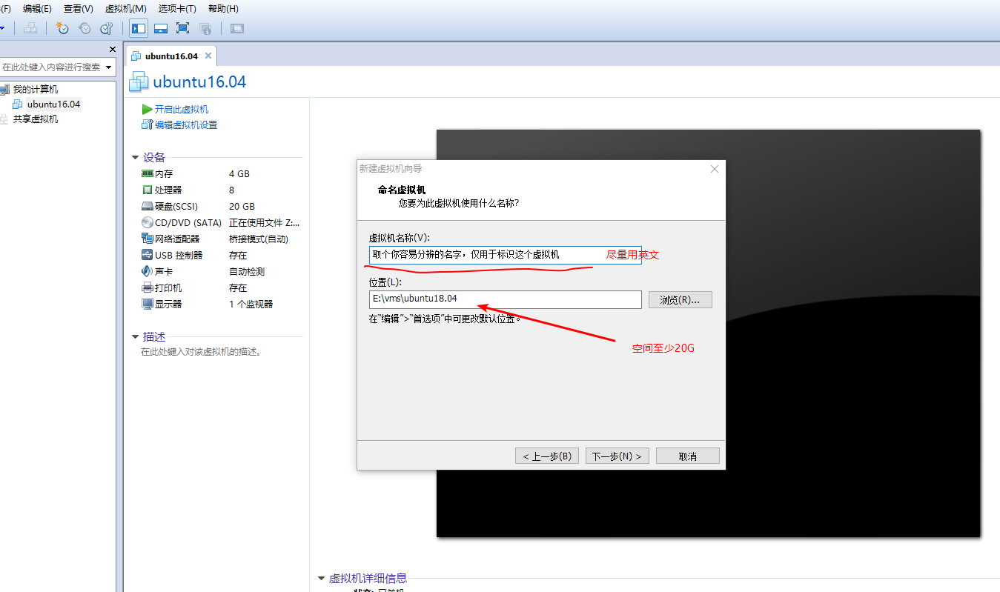 (F) 编辑(E) 查看(V) 虚拟机(M) 选项卡(T) 帮助(H)
在此处键入内容进行搜索
我的计算机
ubuntu16.04
共享虚拟机
ubuntu16.04
ubuntu16.04
开启此虚拟机
编辑虚拟机设置
设备
内存 4 GB
处理器 8
硬盘(SCSI) 20 GB
CD/DVD (SATA) 正在使用文件 Z:...
网络适配器 桥接模式(自动)
USB 控制器 存在
声卡 自动检测
打印机 存在
显示器 1 个监视器
描述
在此处键入对该虚拟机的描述。
新建虚拟机向导
命名虚拟机
您要为此虚拟机使用什么名称?
虚拟机名称(V):
取个你容易分辨的名字，仅用于标识这个虚拟机 尽量用英文
位置(L):
E:\vms\ubuntu18.04 浏览(R)...
在“编辑”>“首选项”中可更改默认位置。
空间至少20G
< 上一步(B) 下一步(N) > 取消
虚拟机详细信息